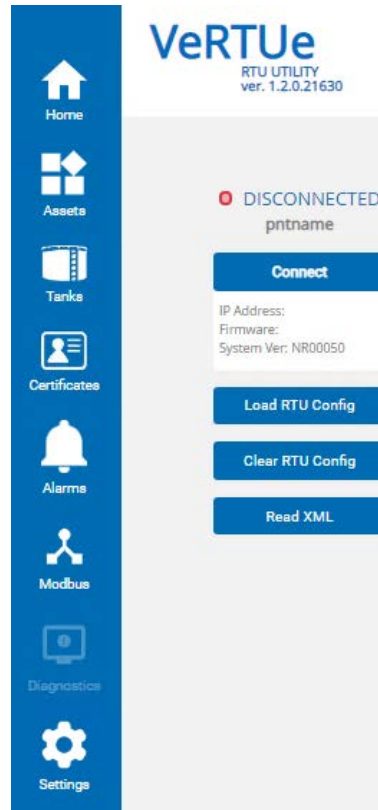 VeRTUe
RTU UTILITY
ver. 1.2.0.21630
Home
Assets
Tanks
Certificates
Alarms
Modbus
Diagnostics
Settings
DISCONNECTED
pntname
Connect
IP Address:
Firmware:
System Ver: NR00050
Load RTU Config
Clear RTU Config
Read XML